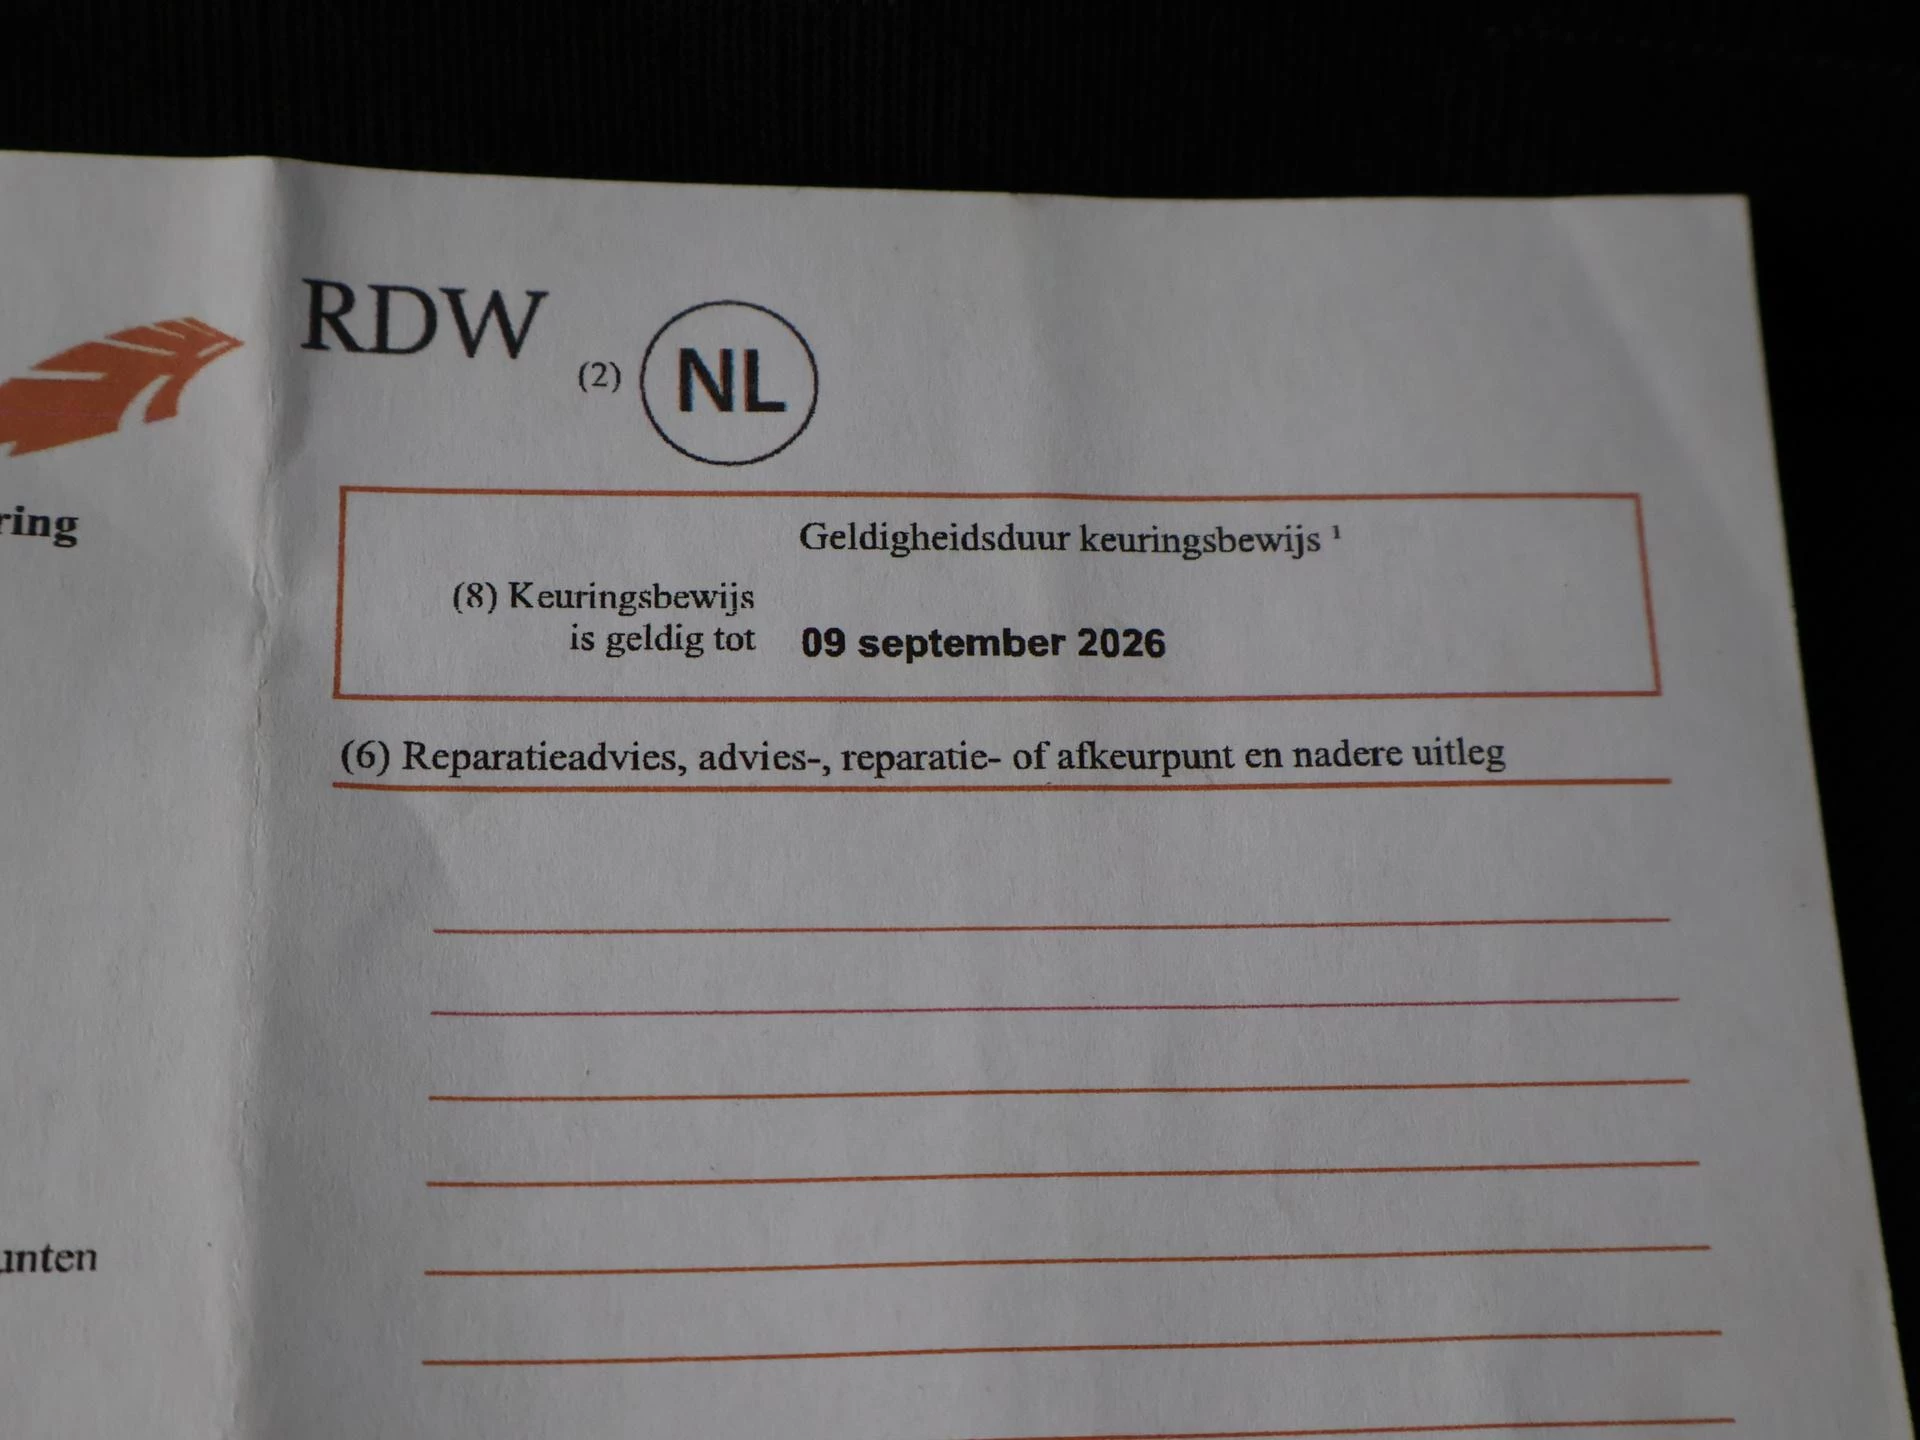 RDW
(2) NL
ring
Geldigheidsduur keuringsbewijs ¹
(8) Keuringsbewijs
is geldig tot 09 september 2026
(6) Reparatieadvies, advies-, reparatie- of afkeurpunt en nadere uitleg
unten